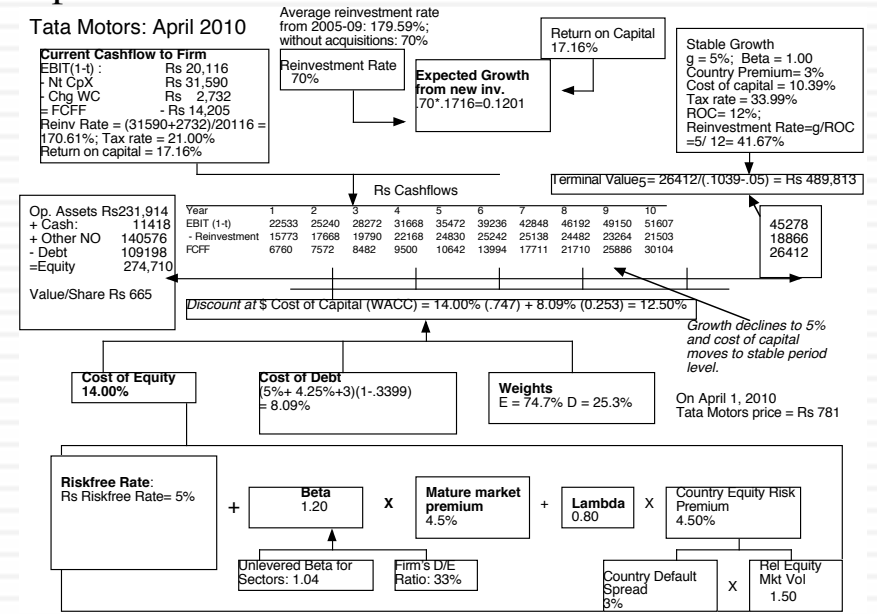 Tata Motors: April 2010
Average reinvestment rate
from 2005-09: 179.59%;
without acquisitions: 70%
Current Cashflow to Firm
EBIT(1-t) : Rs 20,116
- Nt CpX Rs 31,590
- Chg WC Rs 2,732
= FCFF - Rs 14,205
Reinv Rate = (31590+2732)/20116 =
170.61%; Tax rate = 21.00%
Return on capital = 17.16%
Reinvestment Rate
70%
Expected Growth
from new inv.
.70*.1716=0.1201
Return on Capital
17.16%
Stable Growth
g = 5%; Beta = 1.00
Country Premium= 3%
Cost of capital = 10.39%
Tax rate = 33.99%
ROC= 12%;
Reinvestment Rate=g/ROC
=5/ 12= 41.67%
Terminal Value5= 26412/(.1039-.05) = Rs 489,813
Rs Cashflows
Op. Assets Rs231,914
+ Cash: 11418
+ Other NO 140576
- Debt 109198
=Equity 274,710
Value/Share Rs 665
Year 1 2 3 4 5 6 7 8 9 10
EBIT (1-t) 22533 25240 28272 31668 35472 39236 42848 46192 49150 51607
- Reinvestment 15773 17668 19790 22168 24830 25242 25138 24482 23264 21503
FCFF 6760 7572 8482 9500 10642 13994 17711 21710 25886 30104
45278
18866
26412
Discount at $ Cost of Capital (WACC) = 14.00% (.747) + 8.09% (0.253) = 12.50%
Growth declines to 5%
and cost of capital
moves to stable period
level.
Cost of Equity
14.00%
Cost of Debt
(5%+ 4.25%+3)(1-.3399)
= 8.09%
Weights
E = 74.7% D = 25.3%
On April 1, 2010
Tata Motors price = Rs 781
Riskfree Rate:
Rs Riskfree Rate= 5%
+
Beta
1.20
X
Mature market
premium
4.5%
+
Lambda
0.80
X
Country Equity Risk
Premium
4.50%
Unlevered Beta for
Sectors: 1.04
Firm's D/E
Ratio: 33%
Country Default
Spread
3%
X
Rel Equity
Mkt Vol
1.50